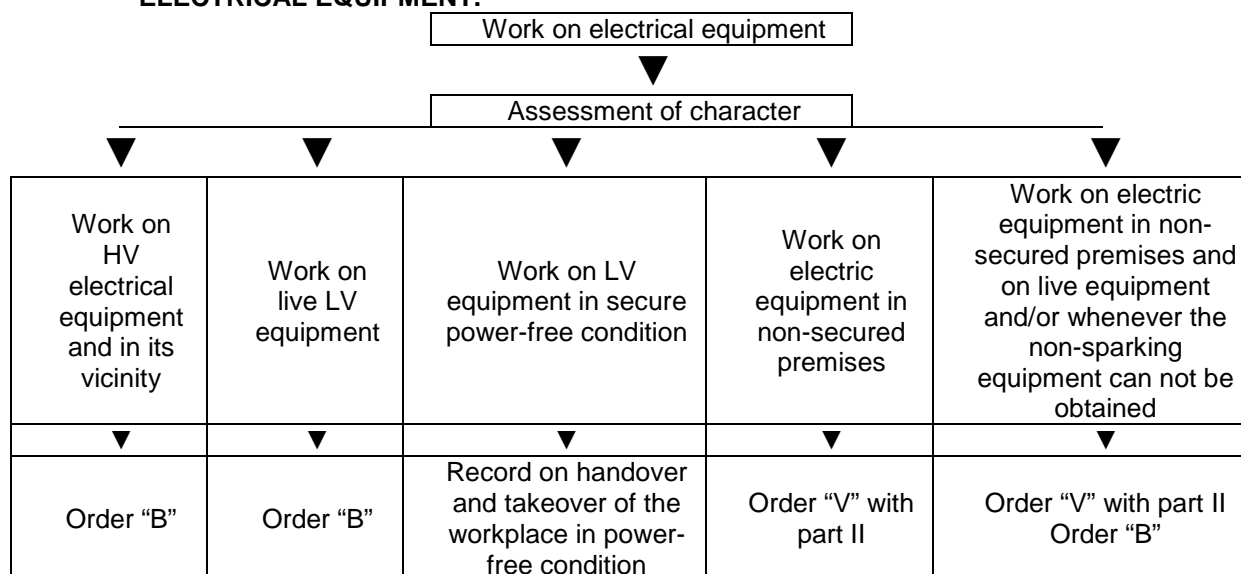 ELECTRICAL EQUIPMENT:
Work on electrical equipment
Assessment of character
Work on
HV
electrical
equipment
and in its
vicinity
Work on
live LV
equipment
Work on LV
equipment in secure
power-free condition
Work on
electric
equipment in
non-secured
premises
Work on electric
equipment in non-
secured premises and
on live equipment
and/or whenever the
non-sparking
equipment can not be
obtained
Order “B”
Order “B”
Record on handover
and takeover of the
workplace in power-
free condition
Order “V” with
part II
Order “V” with part II
Order “B”